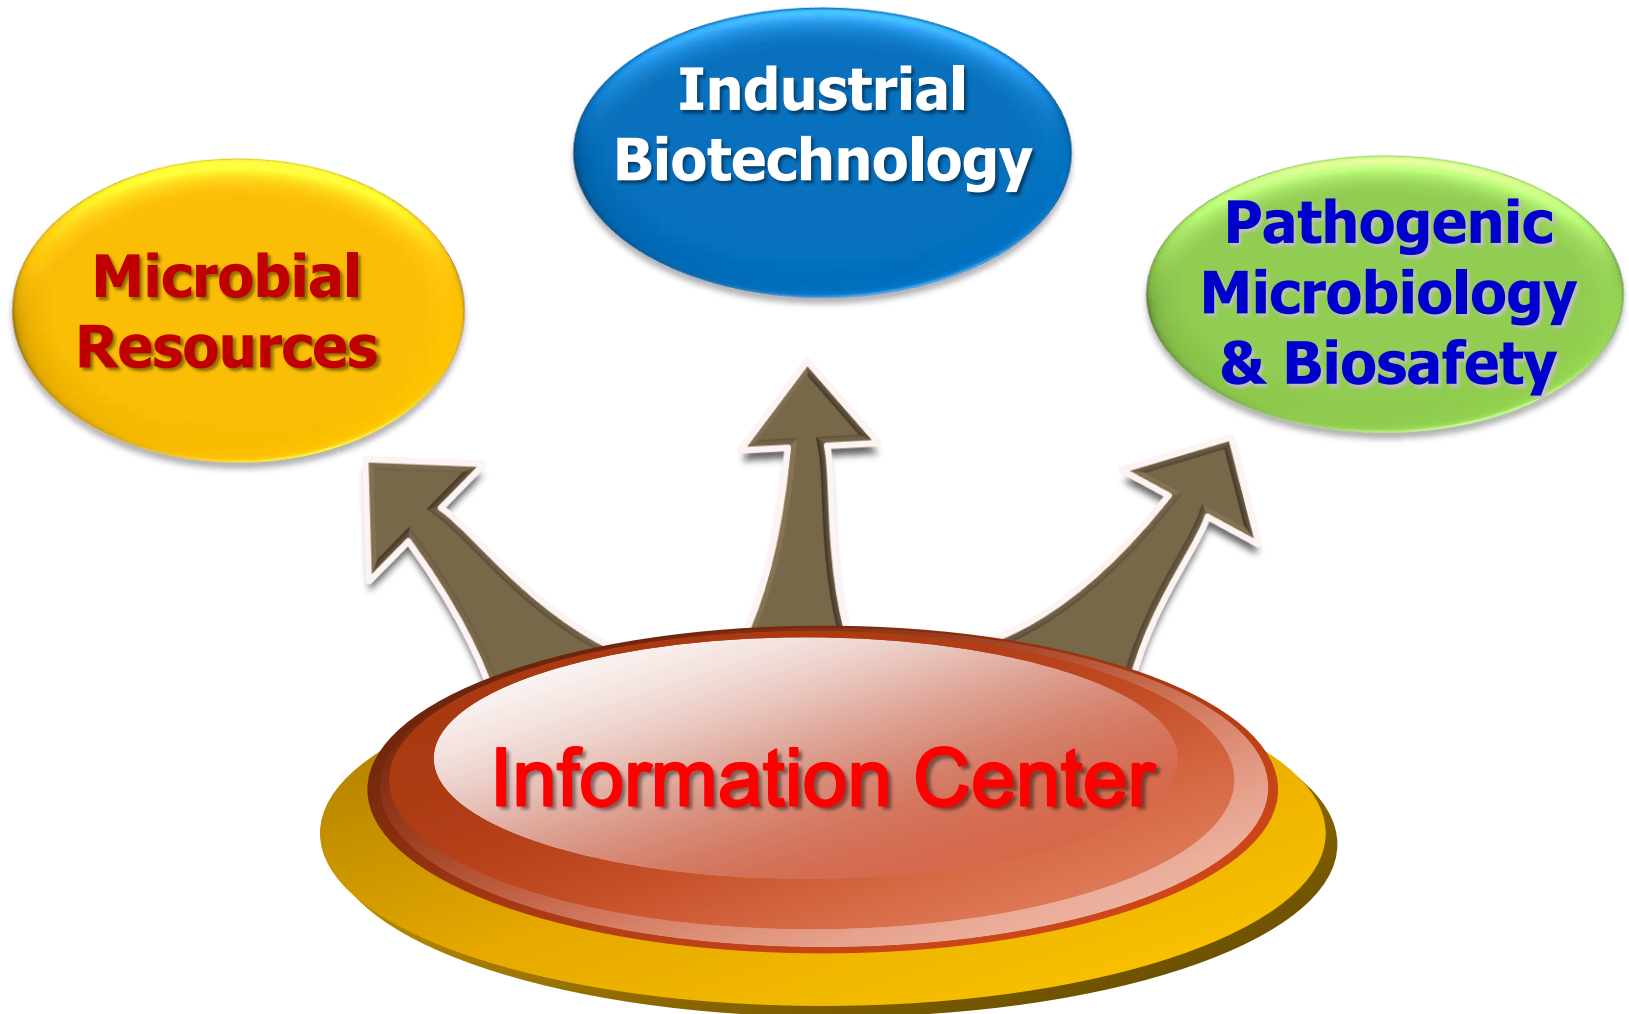 Industrial
Biotechnology
Microbial
Resources
Pathogenic
Microbiology
& Biosafety
Information Center